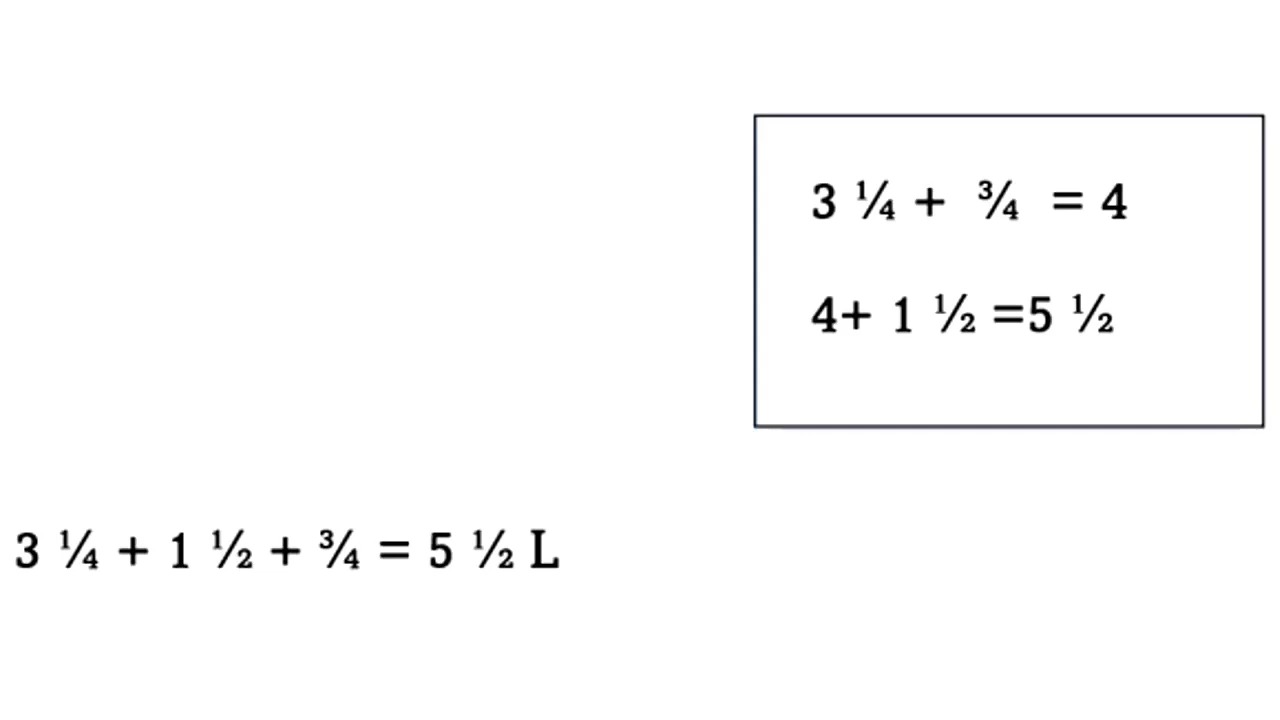 3 ¼ + ¾ = 4
4+ 1 ½ =5 ½
3 ¼ + 1 ½ + ¾ = 5 ½ L